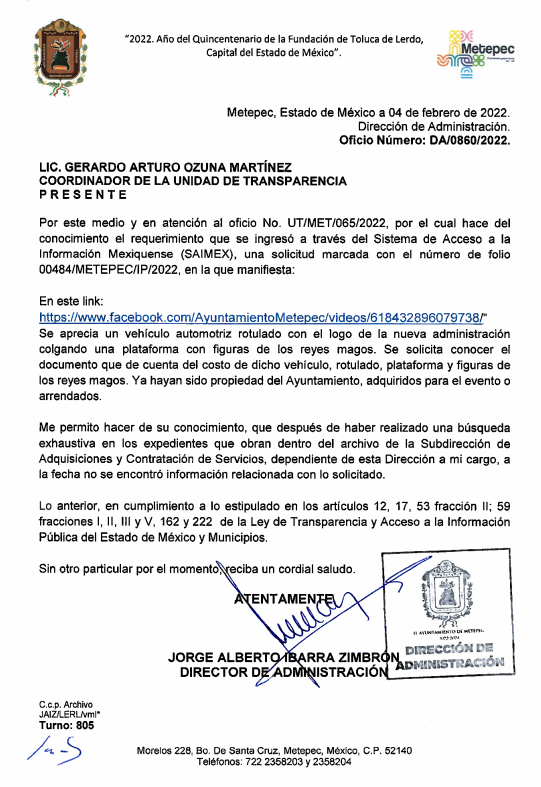 "2022. Año del Quincentenario de la Fundación de Toluca de Lerdo,
Capital del Estado de México".
Metepec
Metepec, Estado de México a 04 de febrero de 2022.
Dirección de Administración.
Oficio Número: DA/0860/2022.
LIC. GERARDO ARTURO OZUNA MARTÍNEZ
COORDINADOR DE LA UNIDAD DE TRANSPARENCIA
P R E S E N T E
Por este medio y en atención al oficio No. UT/MET/065/2022, por el cual hace del
conocimiento el requerimiento que se ingresó a través del Sistema de Acceso a la
Información Mexiquense (SAIMEX), una solicitud marcada con el número de folio
00484/METEPEC/IP/2022, en la que manifiesta:
En este link:
https://www.facebook.com/AyuntamientoMetepec/videos/618432896079738/"
Se aprecia un vehículo automotriz rotulado con el logo de la nueva administración
colgando una plataforma con figuras de los reyes magos. Se solicita conocer el
documento que de cuenta del costo de dicho vehículo, rotulado, plataforma y figuras de
los reyes magos. Ya hayan sido propiedad del Ayuntamiento, adquiridos para el evento o
arrendados.
Me permito hacer de su conocimiento, que después de haber realizado una búsqueda
exhaustiva en los expedientes que obran dentro del archivo de la Subdirección de
Adquisiciones y Contratación de Servicios, dependiente de esta Dirección a mi cargo, a
la fecha no se encontró información relacionada con lo solicitado.
Lo anterior, en cumplimiento a lo estipulado en los artículos 12, 17, 53 fracción II; 59
fracciones I, II, III y V, 162 y 222 de la Ley de Transparencia y Acceso a la Información
Pública del Estado de México y Municipios.
Sin otro particular por el momento, reciba un cordial saludo.
ATENTAMENTE
JORGE ALBERTO IBARRA ZIMBRÓN
DIRECTOR DE ADMINISTRACIÓN
H. AYUNTAMIENTO DE METEPEC
DIRECCIÓN DE
ADMINISTRACIÓN
C.c.p. Archivo
JAIZ/LERL/vml*
Turno: 805
Morelos 228, Bo. De Santa Cruz, Metepec, México, C.P. 52140
Teléfonos: 722 2358203 y 2358204